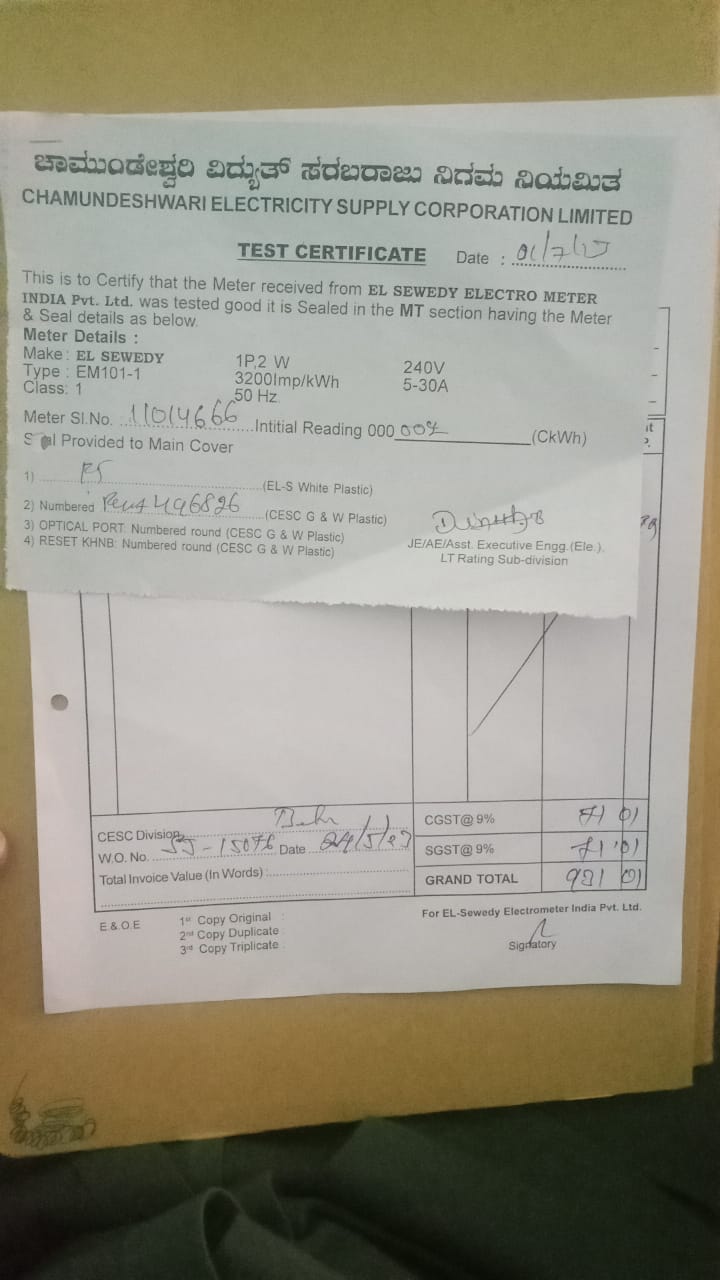 ಚಾಮುಂಡೇಶ್ವರಿ ವಿದ್ಯುತ್ ಸರಬರಾಜು ನಿಗಮ ನಿಯಮಿತ
CHAMUNDESHWARI ELECTRICITY SUPPLY CORPORATION LIMITED
TEST CERTIFICATE Date :
This is to Certify that the Meter received from EL SEWEDY ELECTRO METER
INDIA Pvt. Ltd. was tested good it is Sealed in the MT section having the Meter
& Seal details as below.
Meter Details :
Make : EL SEWEDY 1P,2 W 240V
Type : EM101-1 3200Imp/kWh 5-30A
Class: 1 50 Hz
Meter Sl.No. 11014666 Intitial Reading 000 (CkWh)
Provided to Main Cover
1) (EL-S White Plastic)
2) Numbered (CESC G & W Plastic)
3) OPTICAL PORT: Numbered round (CESC G & W Plastic)
4) RESET KHNB: Numbered round (CESC G & W Plastic)
JE/AE/Asst. Executive Engg.(Ele.).
LT Rating Sub-division
CESC Division
W.O. No. Date
Total Invoice Value (In Words) :
CGST@ 9% 71 01
SGST@ 9% 71 01
GRAND TOTAL 931 01
E.&.O.E
1st Copy Original :
2nd Copy Duplicate :
3rd Copy Triplicate :
For EL-Sewedy Electrometer India Pvt. Ltd.
Signatory